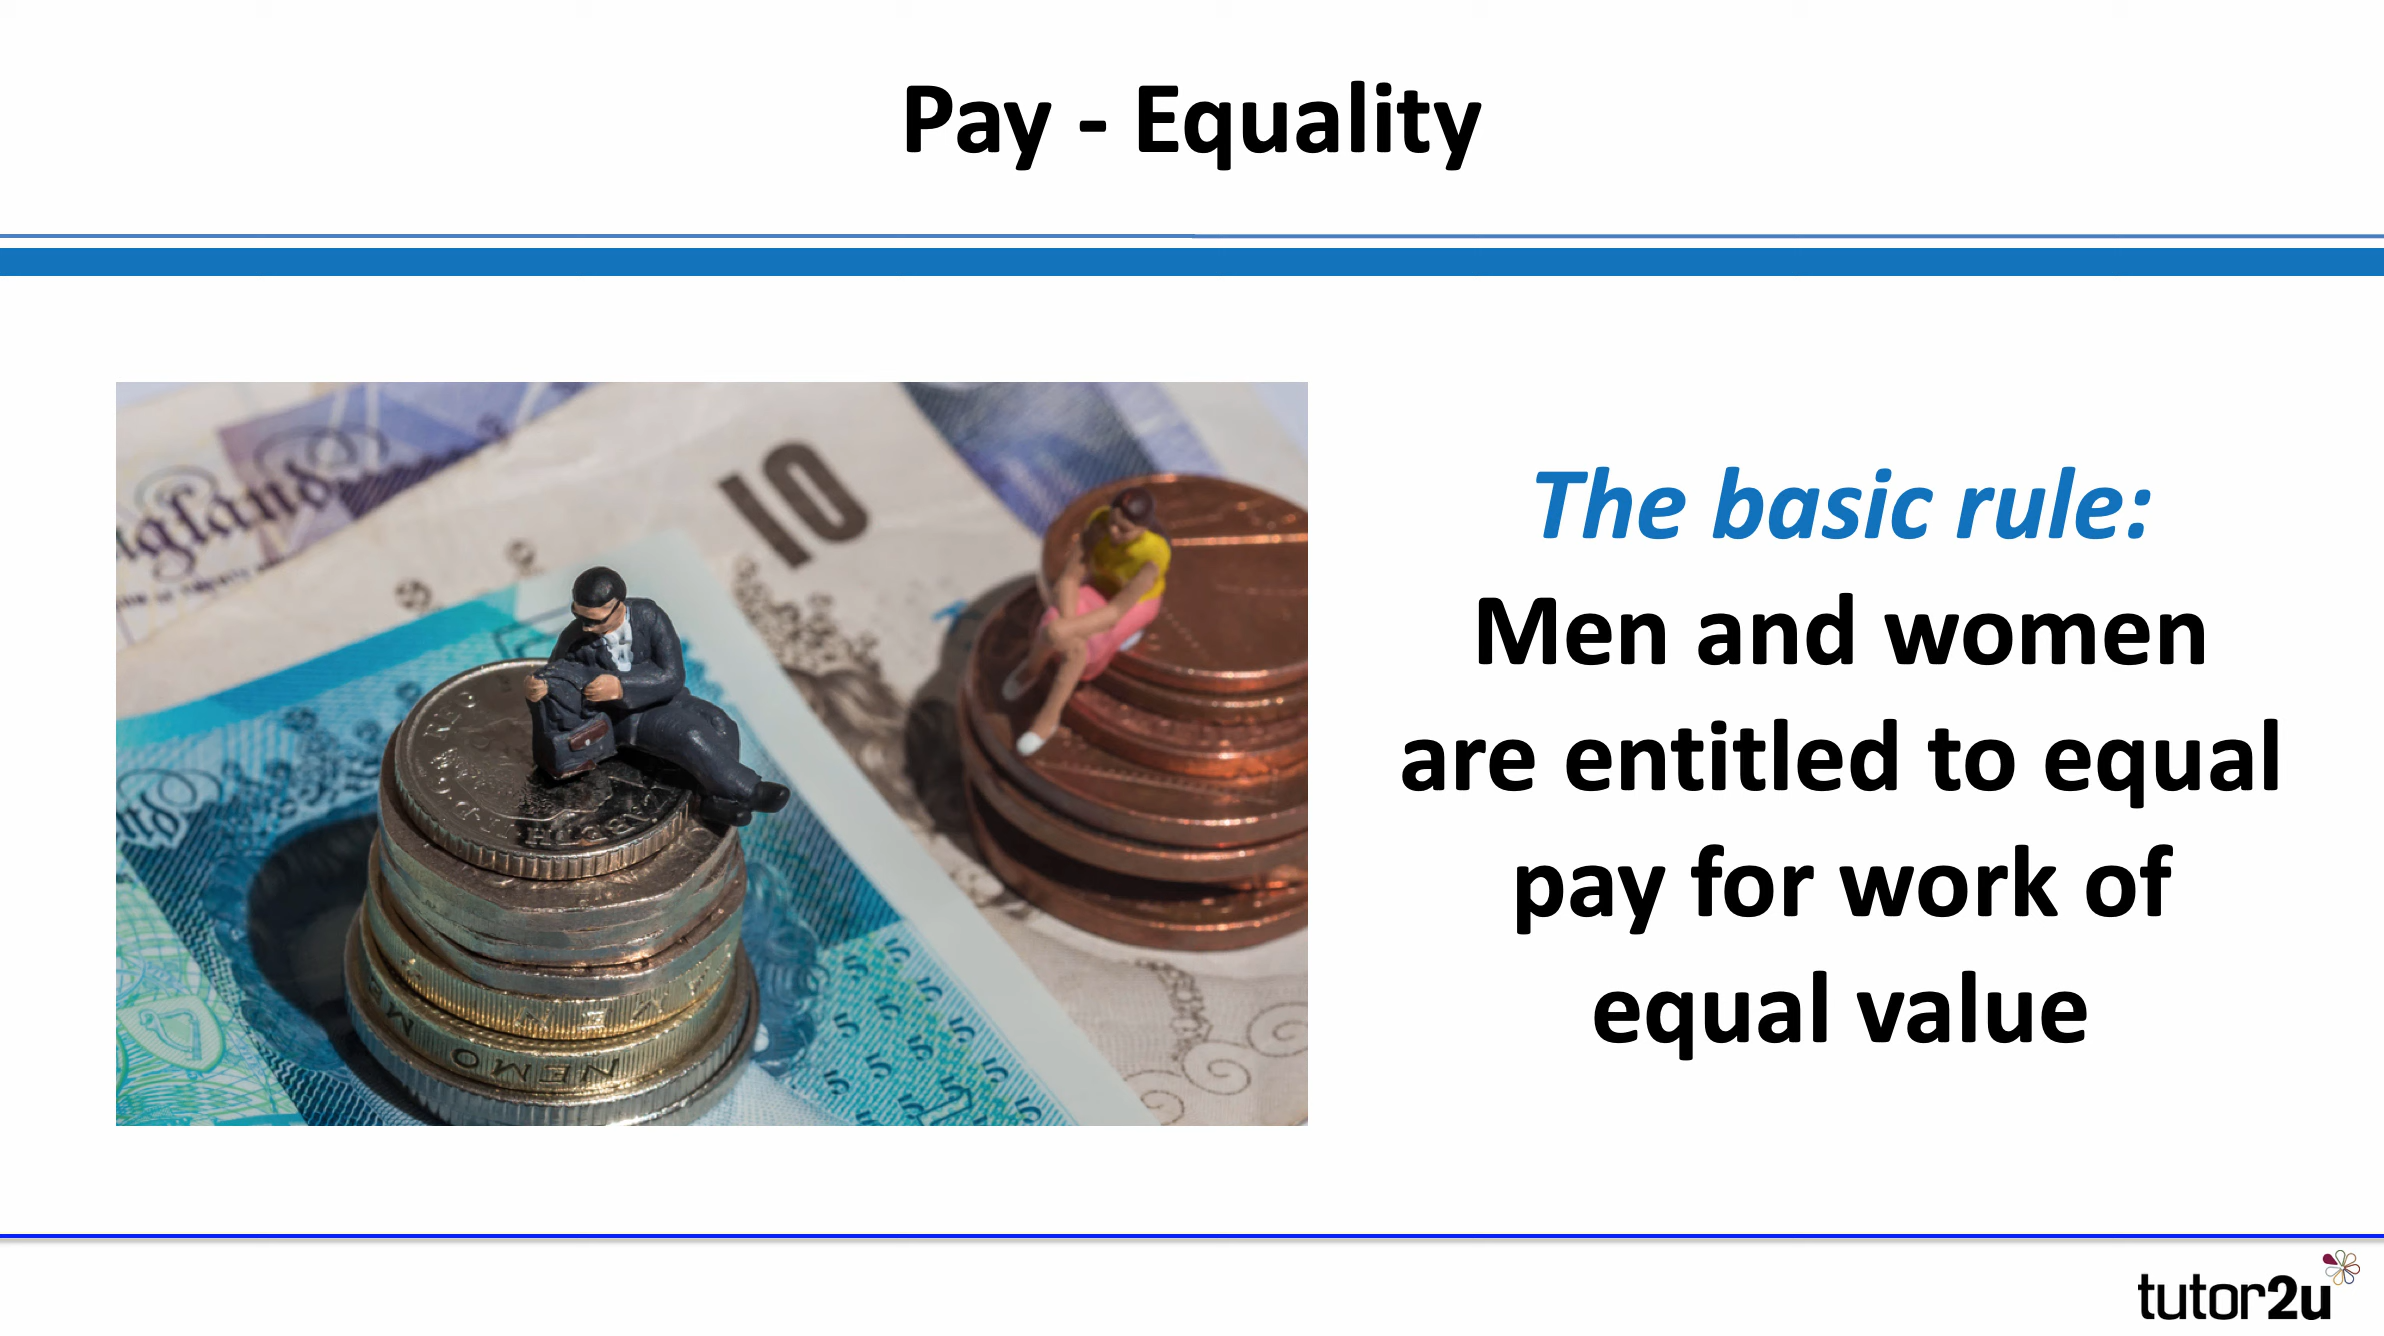 Pay - Equality
The basic rule:
Men and women
are entitled to equal
pay for work of
equal value
10
tutor2u